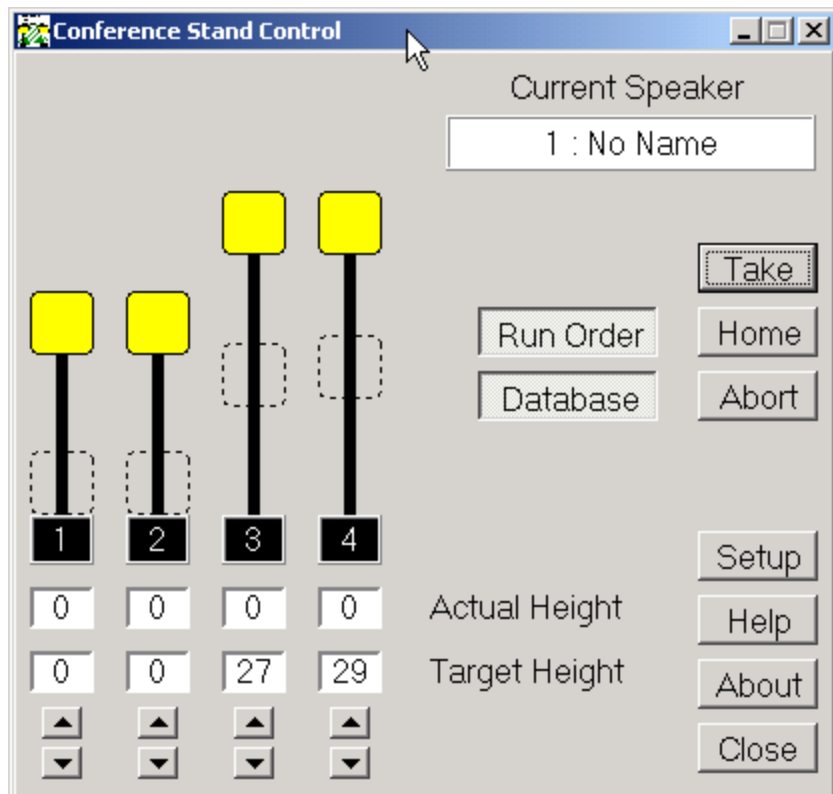 Conference Stand Control
Current Speaker
1 : No Name
Take
Run Order
Home
Database
Abort
1 2 3 4
Setup
0 0 0 0 Actual Height
Help
0 0 27 29 Target Height
About
Close